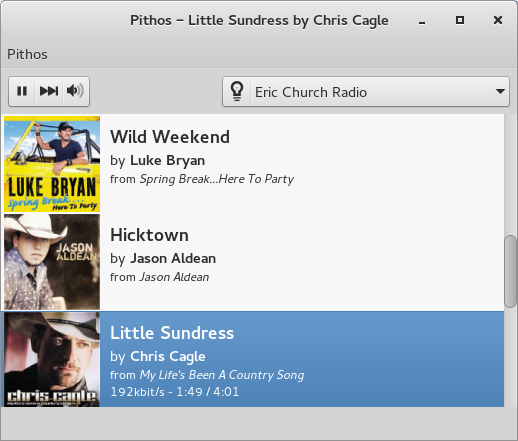 Pithos – Little Sundress by Chris Cagle
Pithos
Eric Church Radio
LUKE BRYAN
Spring Break...
Here To Party
Wild Weekend
by Luke Bryan
from Spring Break...Here To Party
JASON
ALDEAN
Hicktown
by Jason Aldean
from Jason Aldean
chris cagle
Little Sundress
by Chris Cagle
from My Life's Been A Country Song
192kbit/s - 1:49 / 4:01